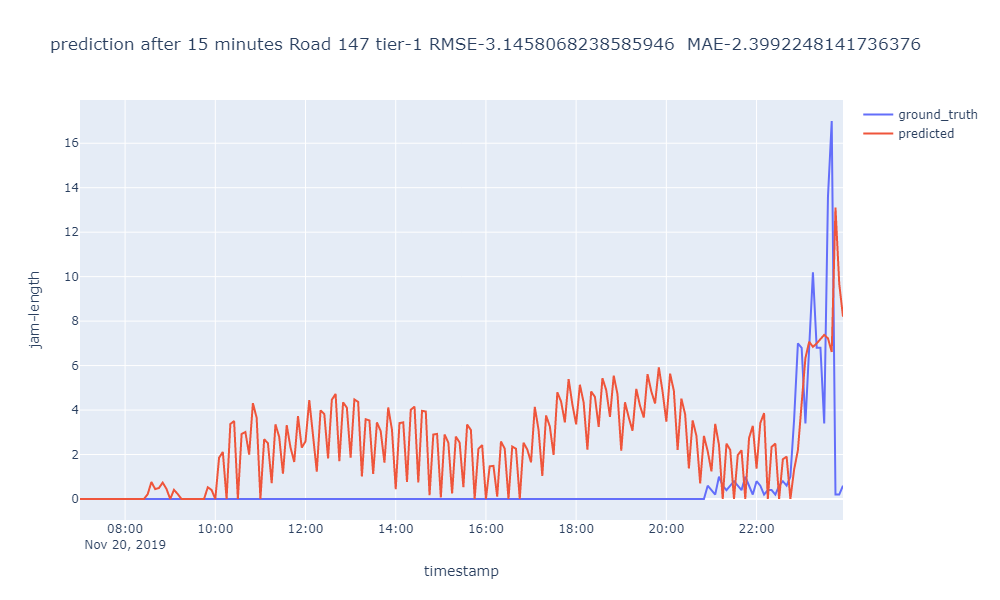 prediction after 15 minutes Road 147 tier-1 RMSE-3.1458068238585946  MAE-2.3992248141736376
ground_truth
predicted
16
14
12
10
8
6
4
2
0
jam-length
08:00 10:00 12:00 14:00 16:00 18:00 20:00 22:00
Nov 20, 2019
timestamp